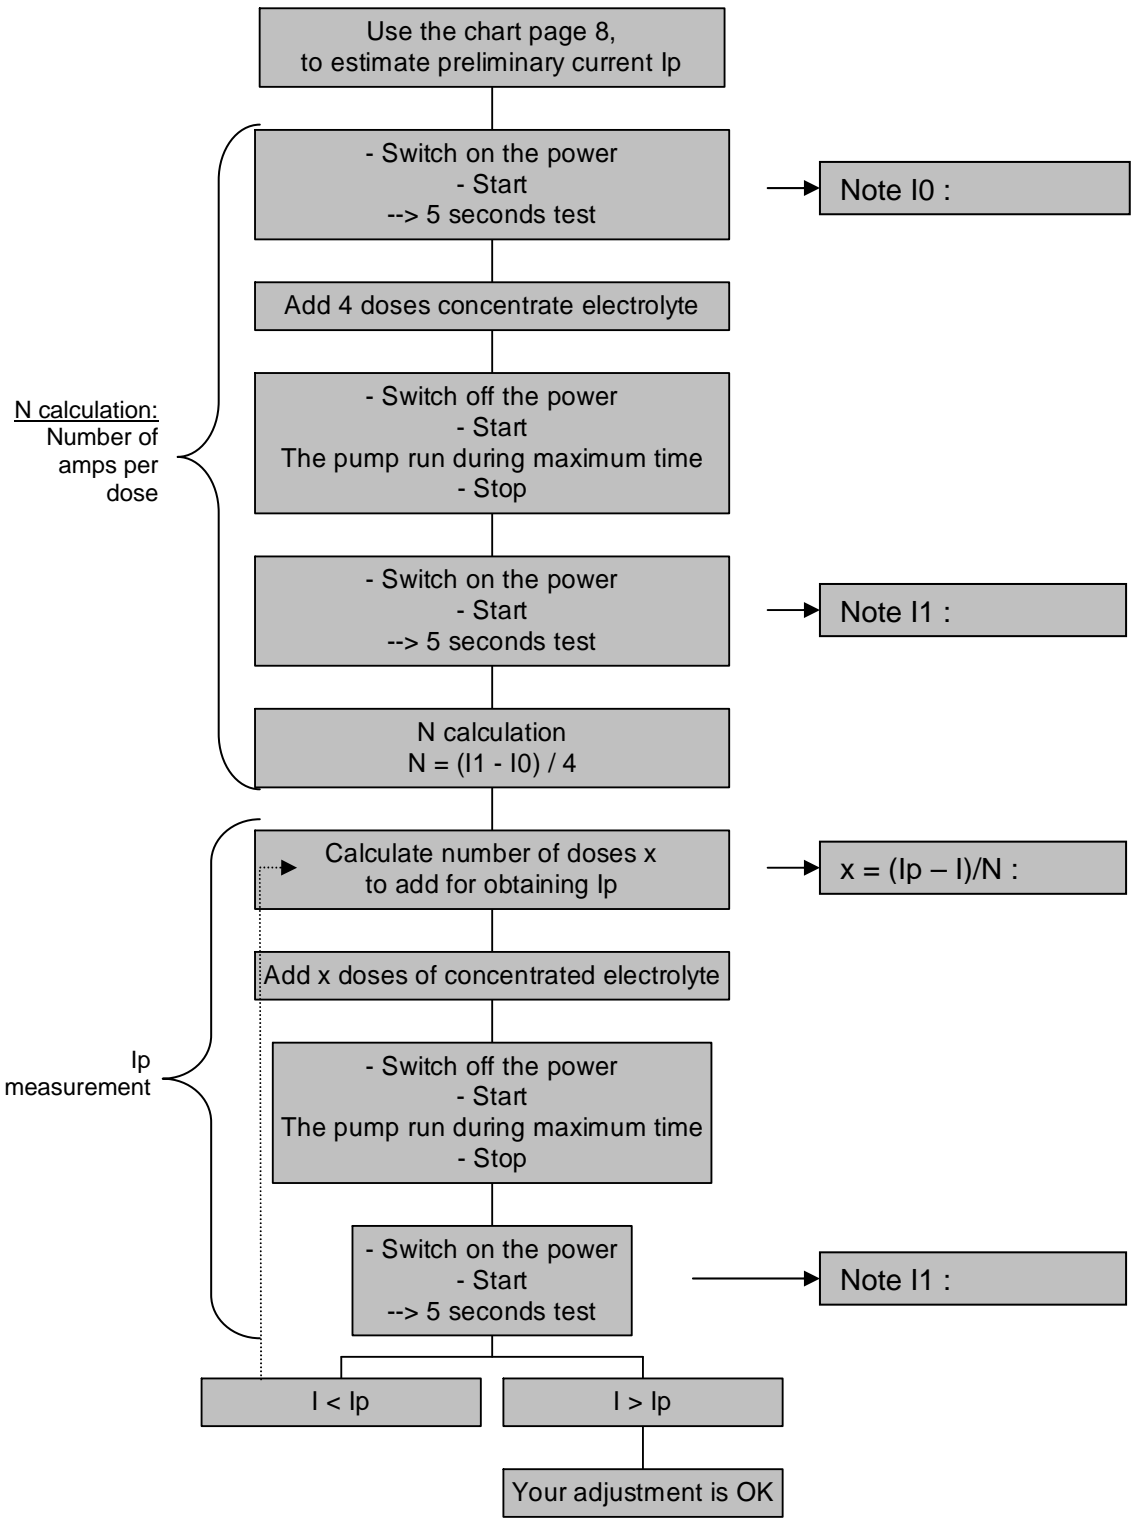 Use the chart page 8,
to estimate preliminary current Ip
- Switch on the power
- Start
--> 5 seconds test
Note I0 :
Add 4 doses concentrate electrolyte
- Switch off the power
- Start
The pump run during maximum time
- Stop
N calculation:
Number of
amps per
dose
- Switch on the power
- Start
--> 5 seconds test
Note I1 :
N calculation
N = (I1 - I0) / 4
Calculate number of doses x
to add for obtaining Ip
x = (Ip – I)/N :
Add x doses of concentrated electrolyte
Ip
measurement
- Switch off the power
- Start
The pump run during maximum time
- Stop
- Switch on the power
- Start
--> 5 seconds test
Note I1 :
I < Ip
I > Ip
Your adjustment is OK